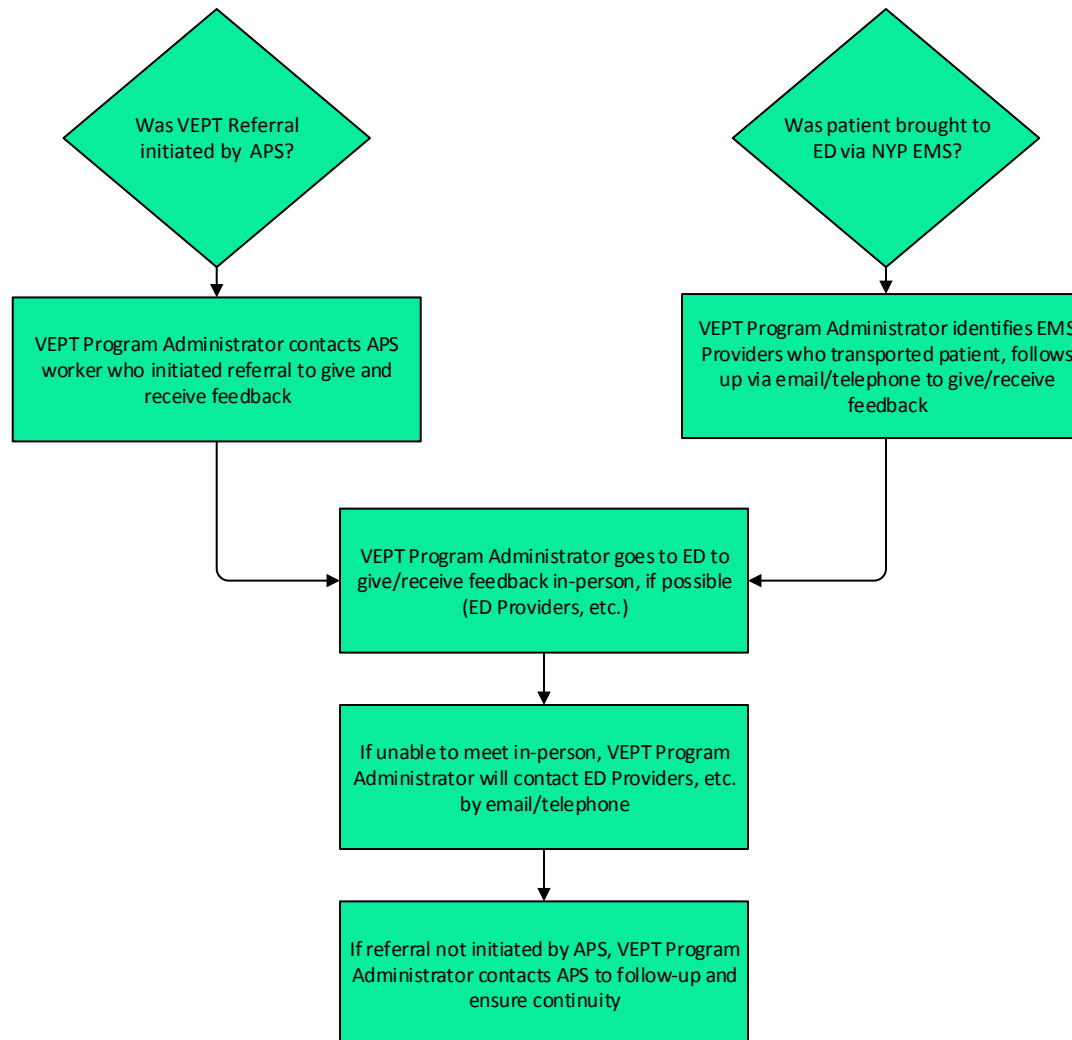 Was VEPT Referral
initiated by APS?
Was patient brought to
ED via NYP EMS?
VEPT Program Administrator contacts APS
worker who initiated referral to give and
receive feedback
VEPT Program Administrator identifies EMS
Providers who transported patient, follows
up via email/telephone to give/receive
feedback
VEPT Program Administrator goes to ED to
give/receive feedback in-person, if possible
(ED Providers, etc.)
If unable to meet in-person, VEPT Program
Administrator will contact ED Providers, etc.
by email/telephone
If referral not initiated by APS, VEPT Program
Administrator contacts APS to follow-up and
ensure continuity